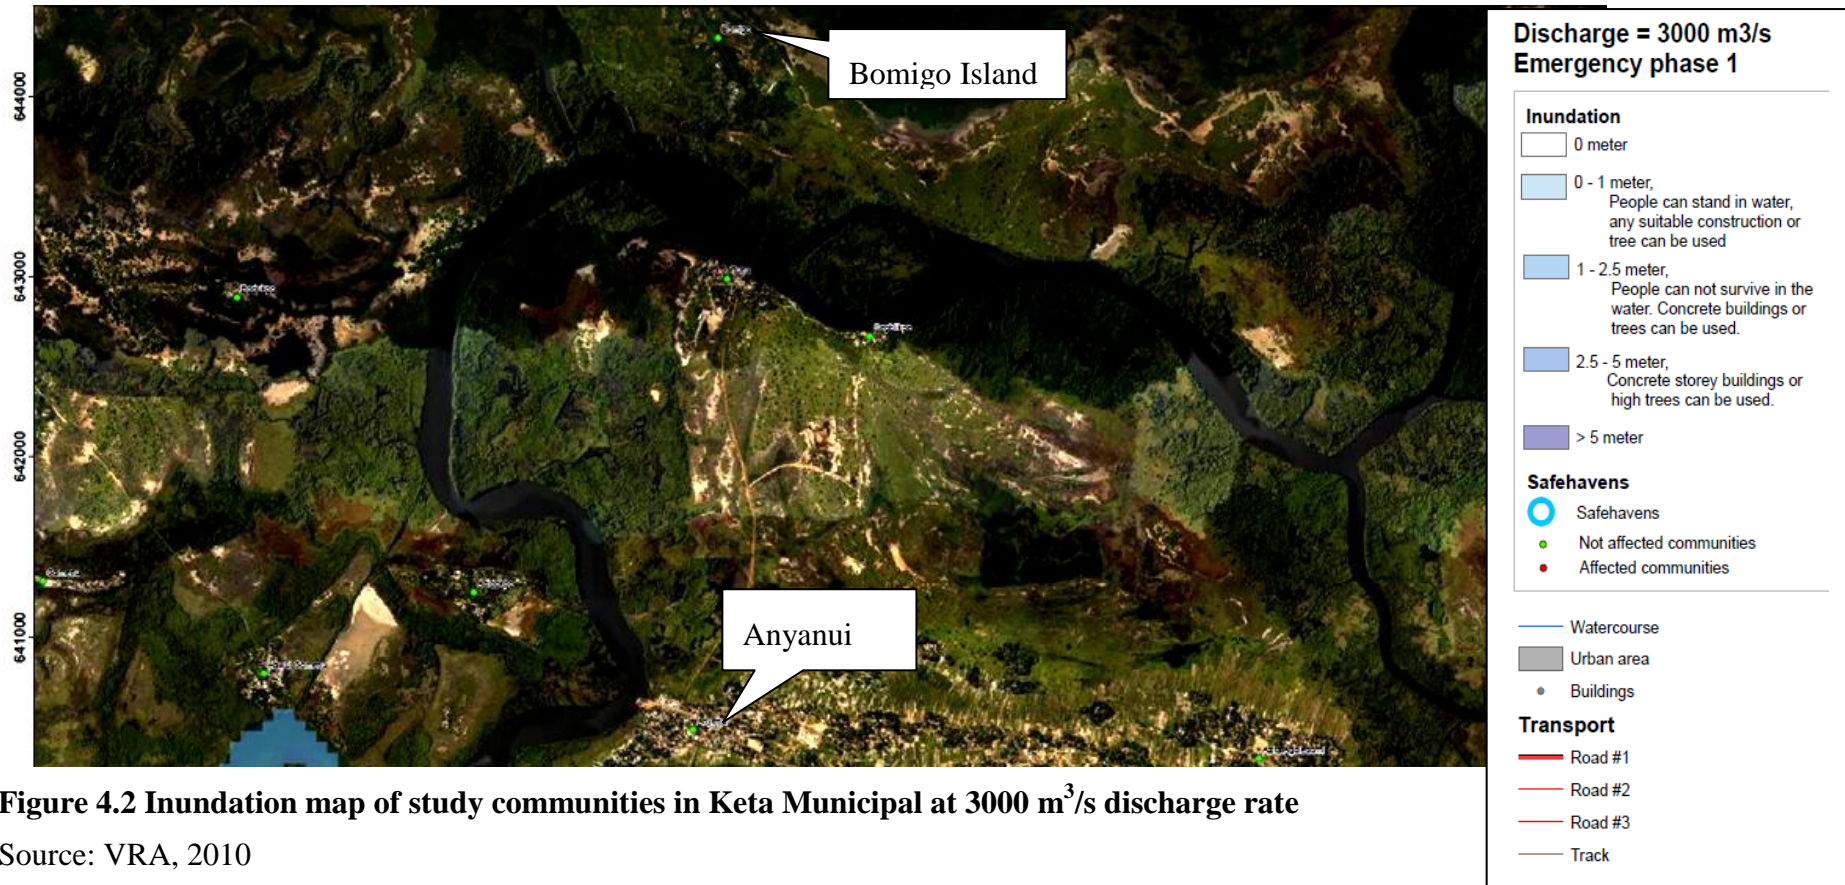 644000
643000
642000
641000
Bomigo Island
Anyanui
Discharge = 3000 m3/s
Emergency phase 1
Inundation
0 meter
0 - 1 meter,
People can stand in water,
any suitable construction or
tree can be used
1 - 2.5 meter,
People can not survive in the
water. Concrete buildings or
trees can be used.
2.5 - 5 meter,
Concrete storey buildings or
high trees can be used.
> 5 meter
Safehavens
Safehavens
Not affected communities
Affected communities
Watercourse
Urban area
Buildings
Transport
Road #1
Road #2
Road #3
Track
Figure 4.2 Inundation map of study communities in Keta Municipal at 3000 m³/s discharge rate
Source: VRA, 2010